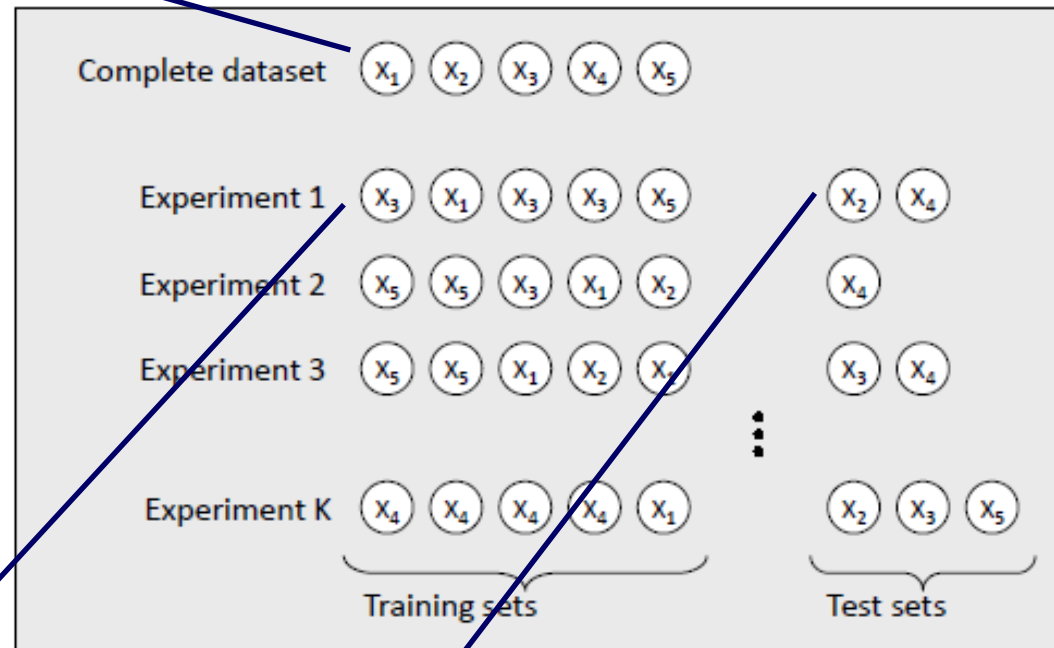 Complete dataset X₁ X₂ X₃ X₄ X₅
Experiment 1 X₃ X₁ X₃ X₃ X₅ X₂ X₄
Experiment 2 X₅ X₅ X₃ X₁ X₂ X₄
Experiment 3 X₅ X₅ X₁ X₂ X₁ X₃ X₄
Experiment K X₄ X₄ X₄ X₄ X₁ X₂ X₃ X₅
Training sets Test sets